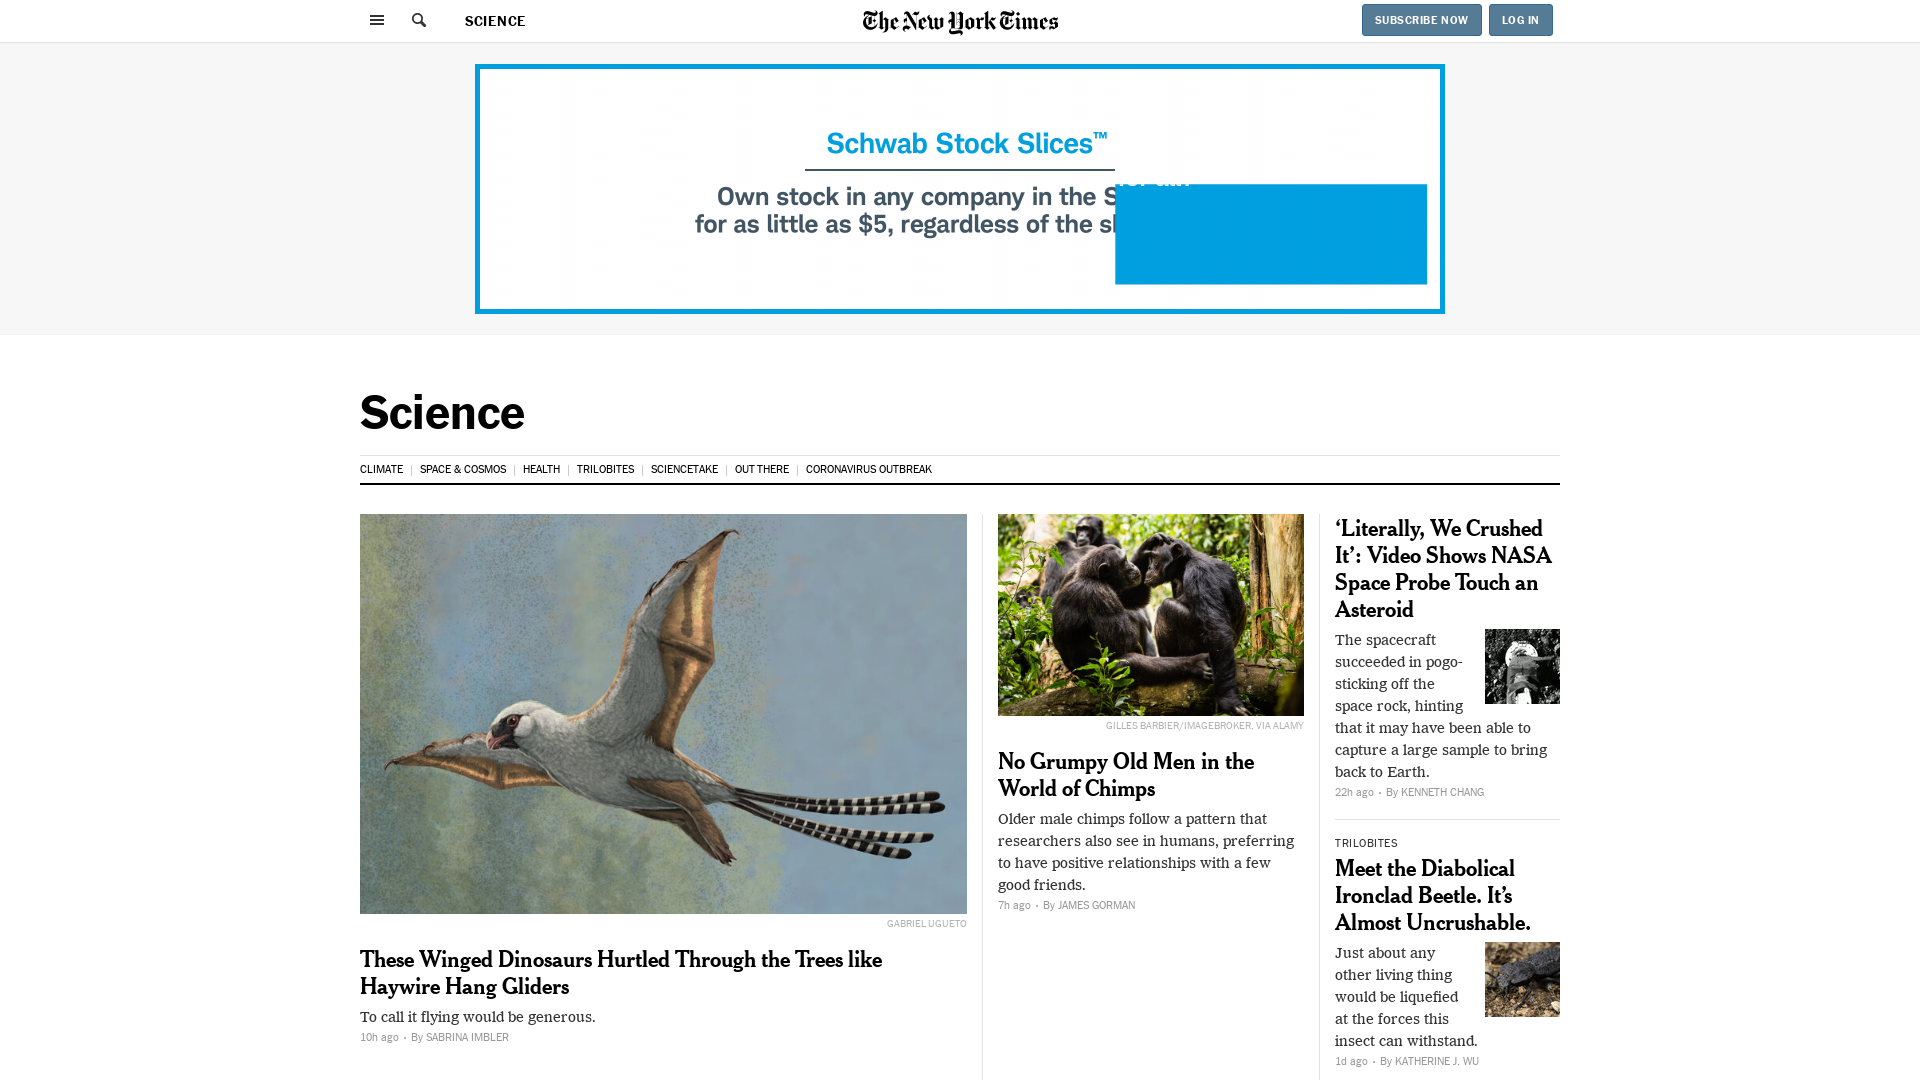 SCIENCE
The New York Times
SUBSCRIBE NOW
LOG IN
Schwab Stock Slices™
Own stock in any company in the
for as little as $5, regardless of the
Science
CLIMATE
SPACE & COSMOS
HEALTH
TRILOBITES
SCIENCETAKE
OUT THERE
CORONAVIRUS OUTBREAK
GABRIEL UGUETO
These Winged Dinosaurs Hurtled Through the Trees like
Haywire Hang Gliders
To call it flying would be generous.
10h ago • By SABRINA IMBLER
GILLES BARBIER/IMAGEBROKER, VIA ALAMY
No Grumpy Old Men in the
World of Chimps
Older male chimps follow a pattern that
researchers also see in humans, preferring
to have positive relationships with a few
good friends.
7h ago • By JAMES GORMAN
‘Literally, We Crushed
It’: Video Shows NASA
Space Probe Touch an
Asteroid
The spacecraft
succeeded in pogo-
sticking off the
space rock, hinting
that it may have been able to
capture a large sample to bring
back to Earth.
22h ago • By KENNETH CHANG
TRILOBITES
Meet the Diabolical
Ironclad Beetle. It’s
Almost Uncrushable.
Just about any
other living thing
would be liquefied
at the forces this
insect can withstand.
1d ago • By KATHERINE J. WU